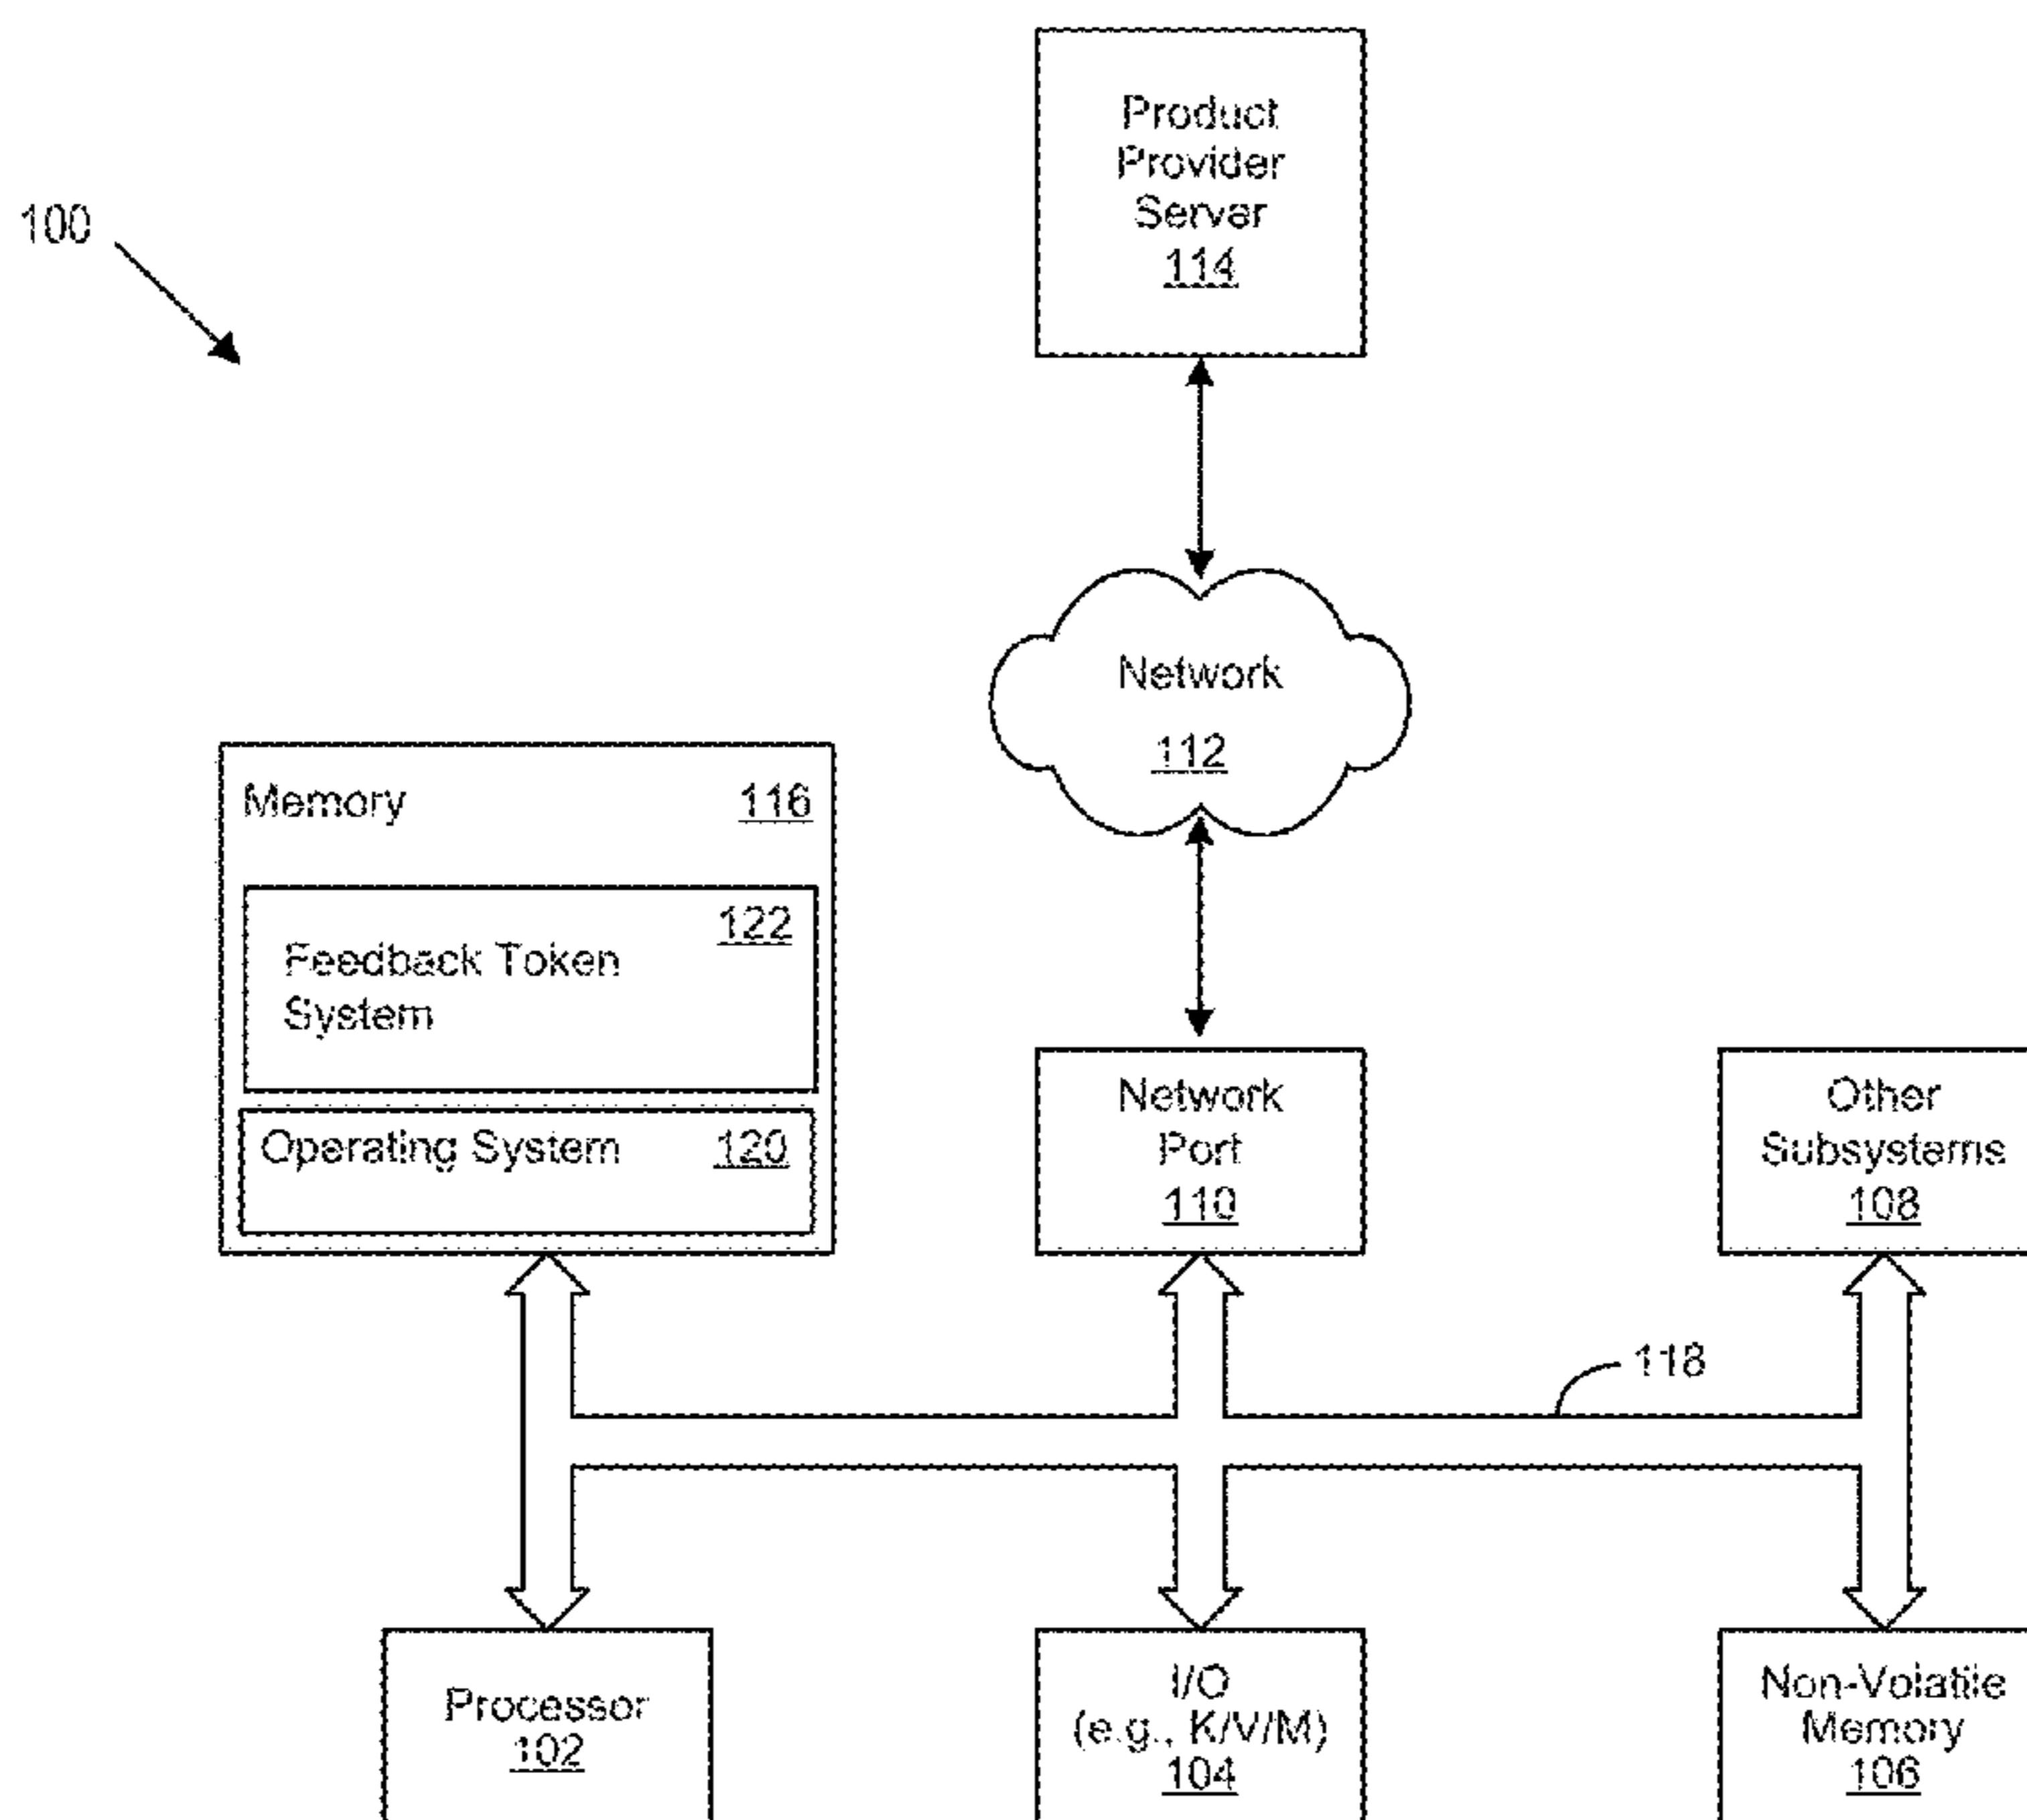 Product
Provider
Server
114
100
Network
112
Memory 116
122
Feedback Token
System
Operating System 120
Network
Port
110
Other
Subsystems
108
118
Processor
102
I/O
(e.g., K/V/M)
104
Non-Volatile
Memory
106